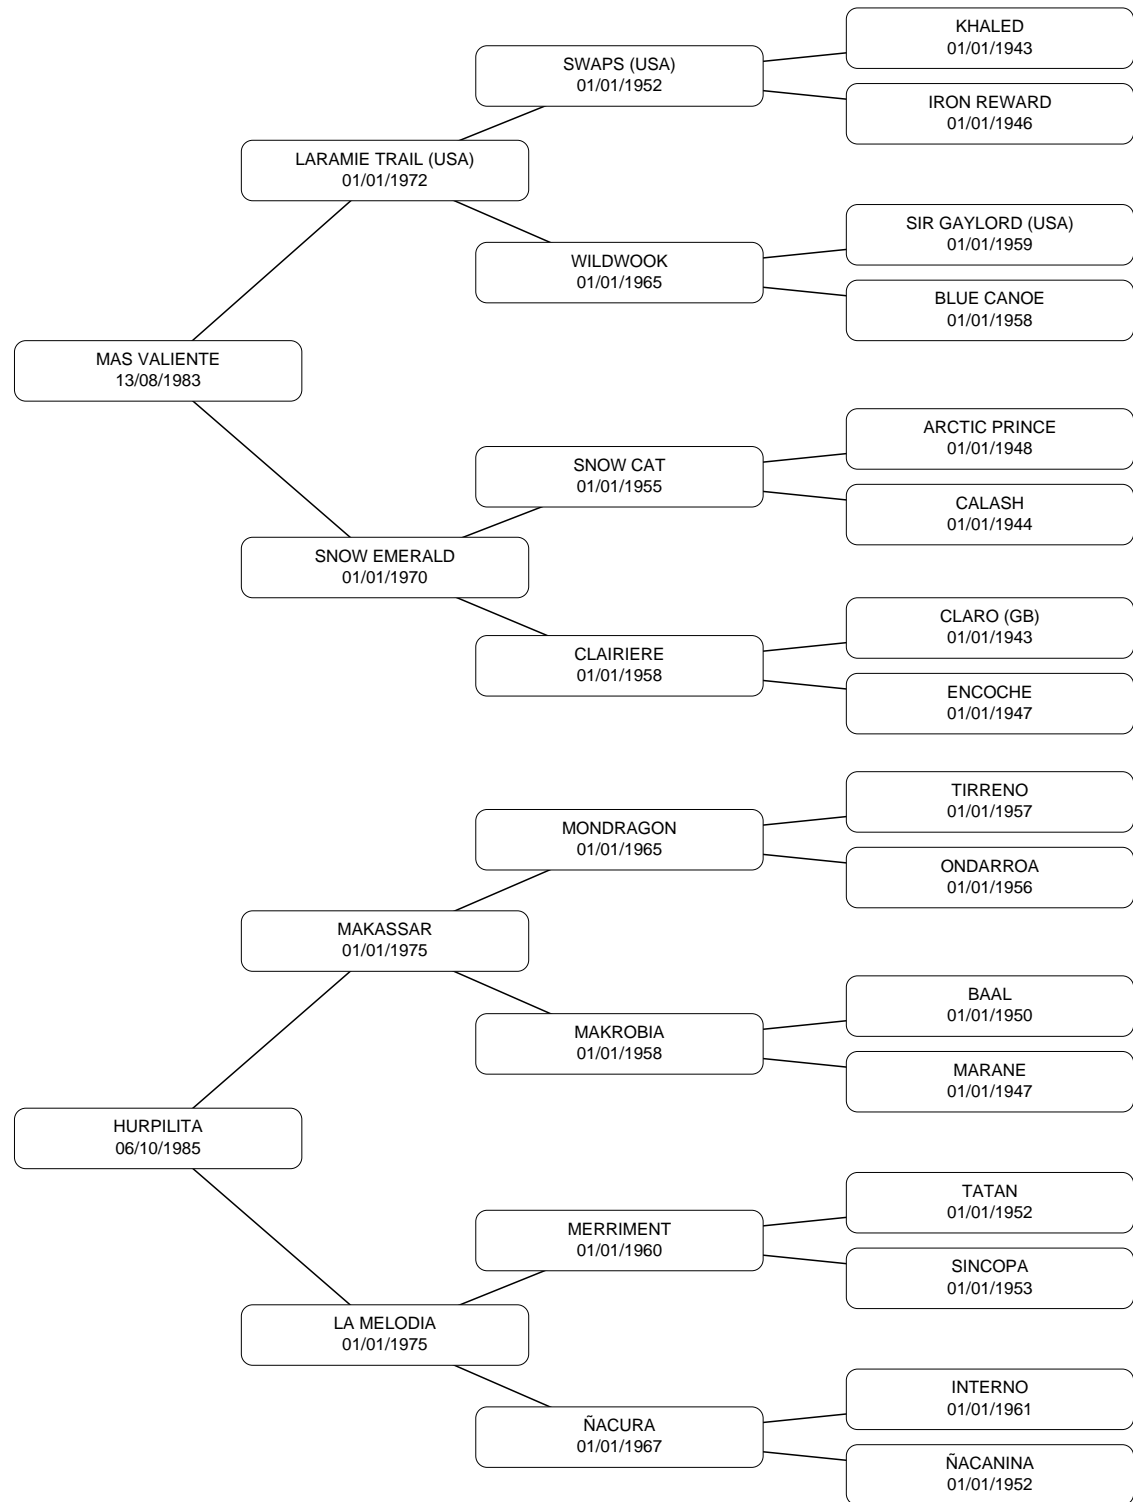 KHALED
01/01/1943
SWAPS (USA)
01/01/1952
IRON REWARD
01/01/1946
LARAMIE TRAIL (USA)
01/01/1972
SIR GAYLORD (USA)
01/01/1959
WILDWOOK
01/01/1965
BLUE CANOE
01/01/1958
MAS VALIENTE
13/08/1983
ARCTIC PRINCE
01/01/1948
SNOW CAT
01/01/1955
CALASH
01/01/1944
SNOW EMERALD
01/01/1970
CLARO (GB)
01/01/1943
CLAIRIERE
01/01/1958
ENCOCHE
01/01/1947
TIRRENO
01/01/1957
MONDRAGON
01/01/1965
ONDARROA
01/01/1956
MAKASSAR
01/01/1975
BAAL
01/01/1950
MAKROBIA
01/01/1958
MARANE
01/01/1947
HURPILITA
06/10/1985
TATAN
01/01/1952
MERRIMENT
01/01/1960
SINCOPA
01/01/1953
LA MELODIA
01/01/1975
INTERNO
01/01/1961
ÑACURA
01/01/1967
ÑACANINA
01/01/1952